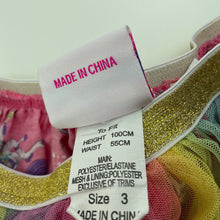 MADE IN CHINA
To Fit
HEIGHT 100CM
WAIST 55CM
MAIN:
POLYESTER/ELASTANE
MESH & LINING:POLYESTER
EXCLUSIVE OF TRIMS
Size 3
*MADE IN CHINA